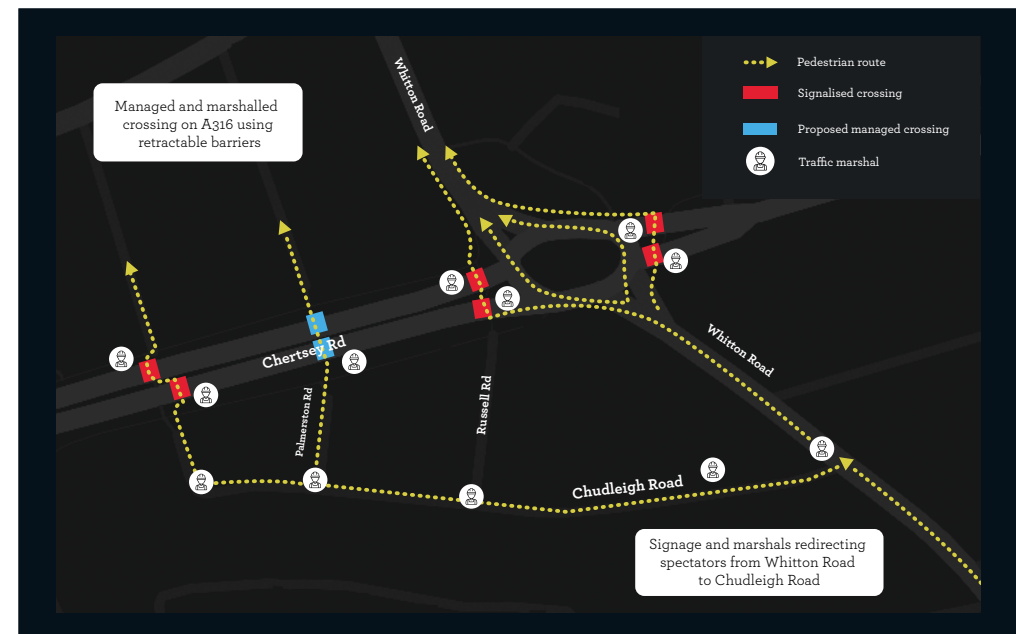 Managed and marshalled
crossing on A316 using
retractable barriers
Whitton Road
Pedestrian route
Signalised crossing
Proposed managed crossing
Traffic marshal
Chertsey Rd
Whitton Road
Palmerston Rd
Russell Rd
Chudleigh Road
Signage and marshals redirecting
spectators from Whitton Road
to Chudleigh Road